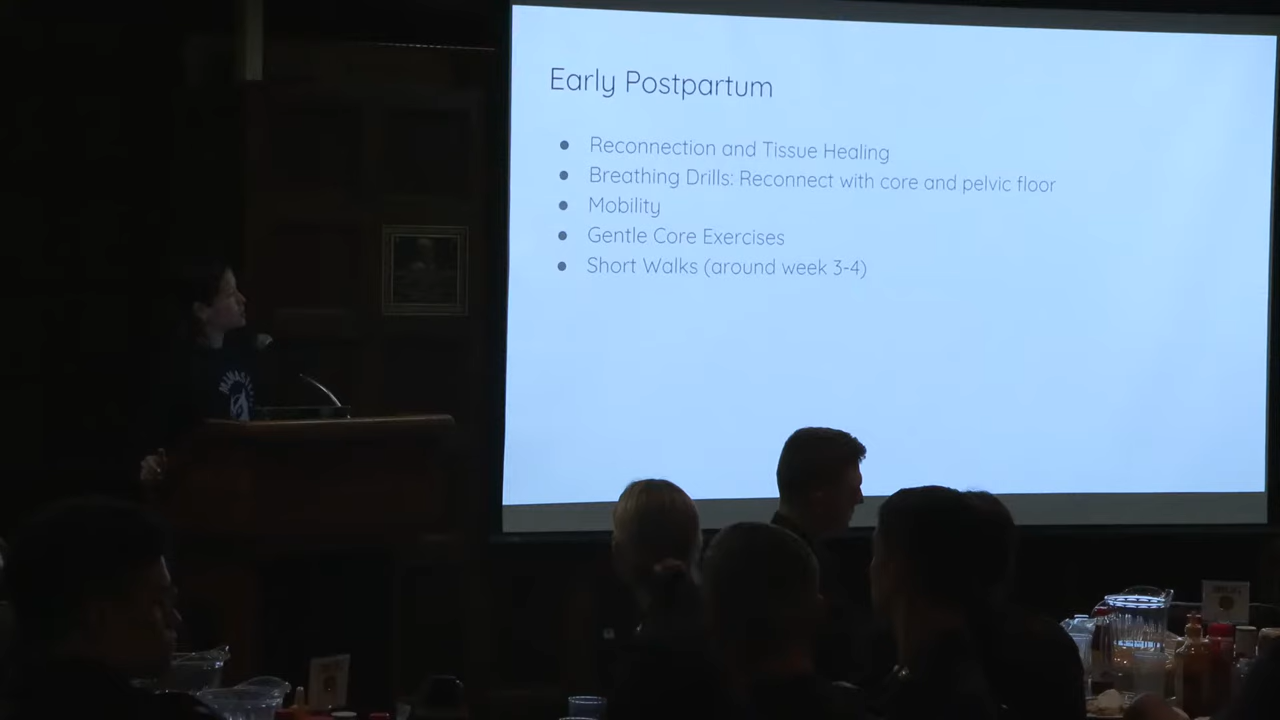 Early Postpartum
● Reconnection and Tissue Healing
● Breathing Drills: Reconnect with core and pelvic floor
● Mobility
● Gentle Core Exercises
● Short Walks (around week 3-4)